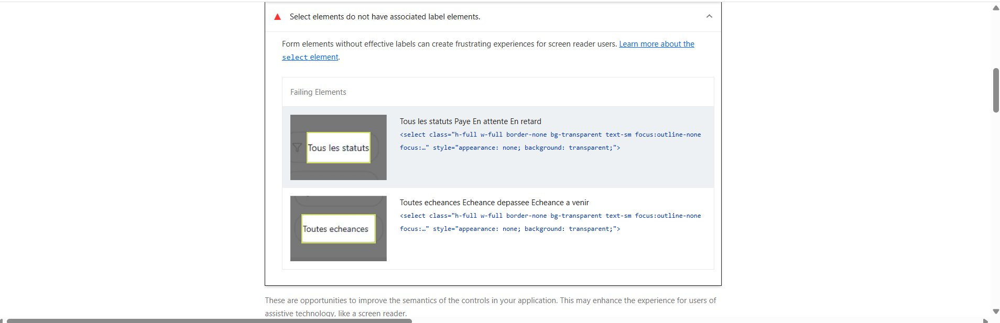 Select elements do not have associated label elements.
Form elements without effective labels can create frustrating experiences for screen reader users. Learn more about the
select element.
Failing Elements
Tous les statuts
Tous les statuts Paye En attente En retard
<select class="h-full w-full border-none bg-transparent text-sm focus:outline-none
focus:…" style="appearance: none; background: transparent;">
Toutes echeances
Toutes echeances Echeance depassee Echeance a venir
<select class="h-full w-full border-none bg-transparent text-sm focus:outline-none
focus:…" style="appearance: none; background: transparent;">
These are opportunities to improve the semantics of the controls in your application. This may enhance the experience for users of
assistive technology, like a screen reader.